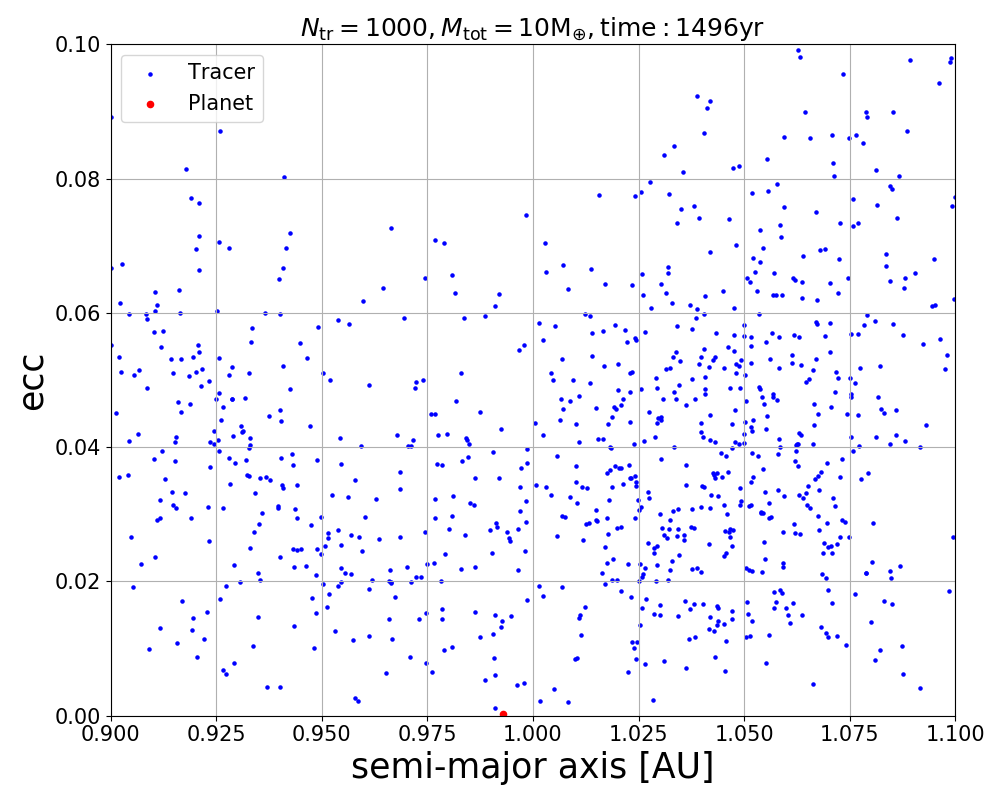 N_tr = 1000, M_tot = 10M⊕, time : 1496yr
Tracer
Planet
ecc
0.10
0.08
0.06
0.04
0.02
0.00
0.900 0.925 0.950 0.975 1.000 1.025 1.050 1.075 1.100
semi-major axis [AU]